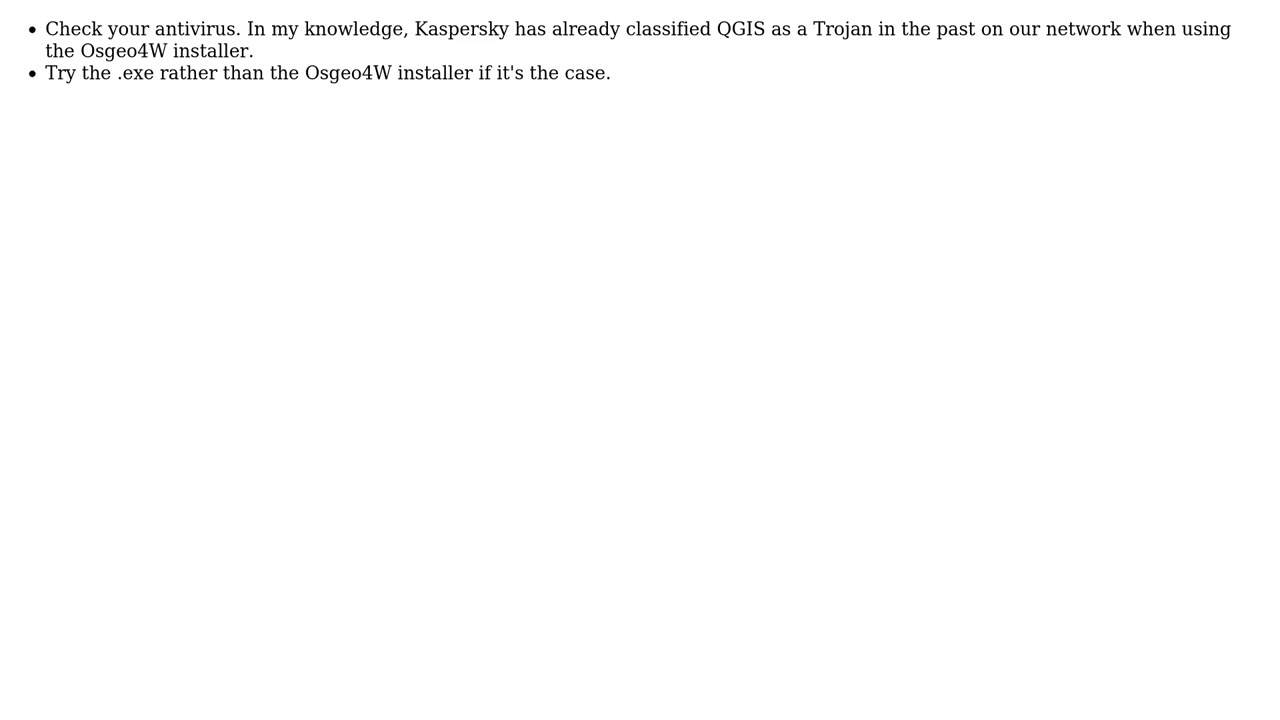 Check your antivirus. In my knowledge, Kaspersky has already classified QGIS as a Trojan in the past on our network when using
the Osgeo4W installer.
Try the .exe rather than the Osgeo4W installer if it's the case.